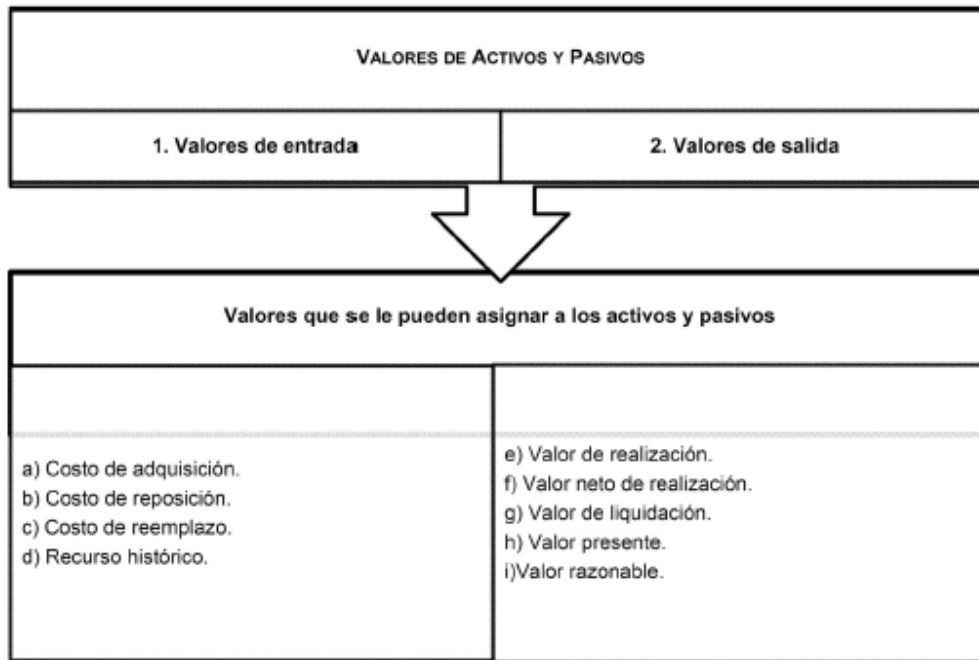 VALORES DE ACTIVOS Y PASIVOS
1. Valores de entrada
2. Valores de salida
Valores que se le pueden asignar a los activos y pasivos
a) Costo de adquisición.
b) Costo de reposición.
c) Costo de reemplazo.
d) Recurso histórico.
e) Valor de realización.
f) Valor neto de realización.
g) Valor de liquidación.
h) Valor presente.
i)Valor razonable.